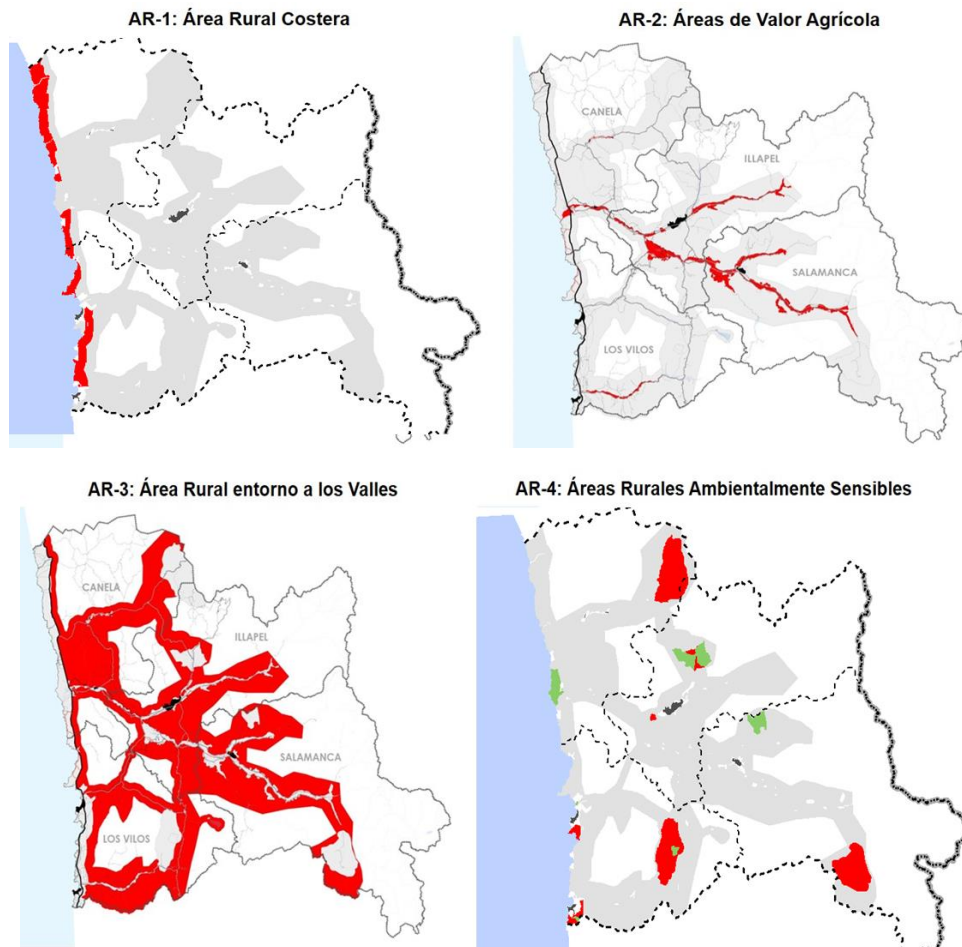 AR-1: Área Rural Costera
AR-2: Áreas de Valor Agrícola
CANELA
ILLAPEL
SALAMANCA
LOS VILOS
AR-3: Área Rural entorno a los Valles
CANELA
ILLAPEL
SALAMANCA
LOS VILOS
AR-4: Áreas Rurales Ambientalmente Sensibles